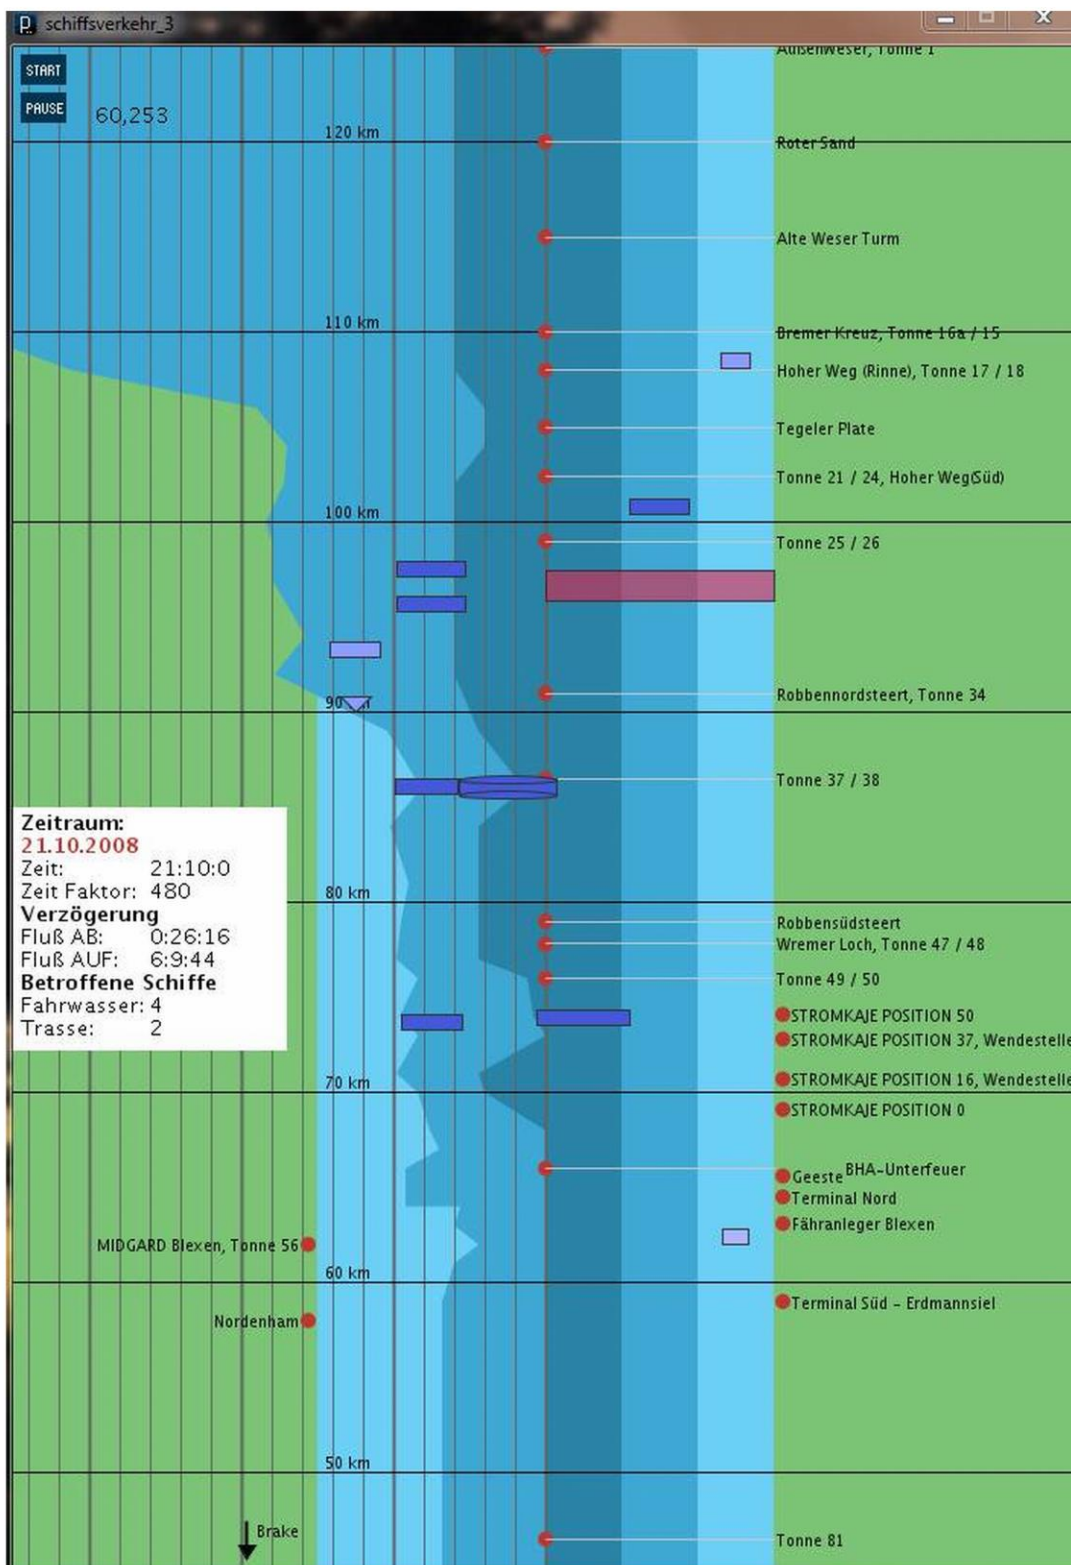 schiffsverkehr_3
START
PAUSE
60,253
Außenweser, Tonne 1
120 km
Roter Sand
Alte Weser Turm
110 km
Bremer Kreuz, Tonne 16a / 15
Hoher Weg (Rinne), Tonne 17 / 18
Tegeler Plate
Tonne 21 / 24, Hoher Weg(Süd)
100 km
Tonne 25 / 26
Robbennordsteert, Tonne 34
90
Tonne 37 / 38
Zeitraum:
21.10.2008
Zeit: 21:10:0
Zeit Faktor: 480
Verzögerung
Fluß AB: 0:26:16
Fluß AUF: 6:9:44
Betroffene Schiffe
Fahrwasser: 4
Trasse: 2
80 km
Robbensüdsteert
Wremer Loch, Tonne 47 / 48
Tonne 49 / 50
STROMKAJE POSITION 50
STROMKAJE POSITION 37, Wendestelle
STROMKAJE POSITION 16, Wendestelle
70 km
STROMKAJE POSITION 0
BHA-Unterfeuer
Geeste
Terminal Nord
Fähranleger Blexen
MIDGARD Blexen, Tonne 56
60 km
Terminal Süd - Erdmannsiel
Nordenham
50 km
Brake
Tonne 81